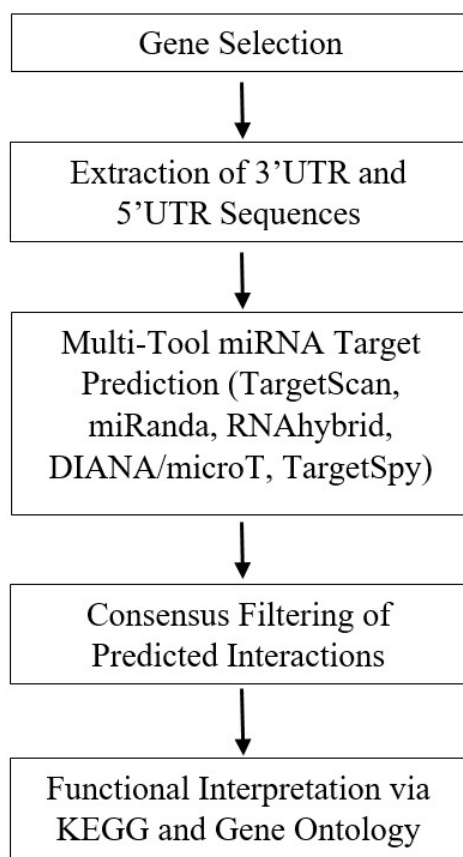 Gene Selection
Extraction of 3’UTR and
5’UTR Sequences
Multi-Tool miRNA Target
Prediction (TargetScan,
miRanda, RNAhybrid,
DIANA/microT, TargetSpy)
Consensus Filtering of
Predicted Interactions
Functional Interpretation via
KEGG and Gene Ontology